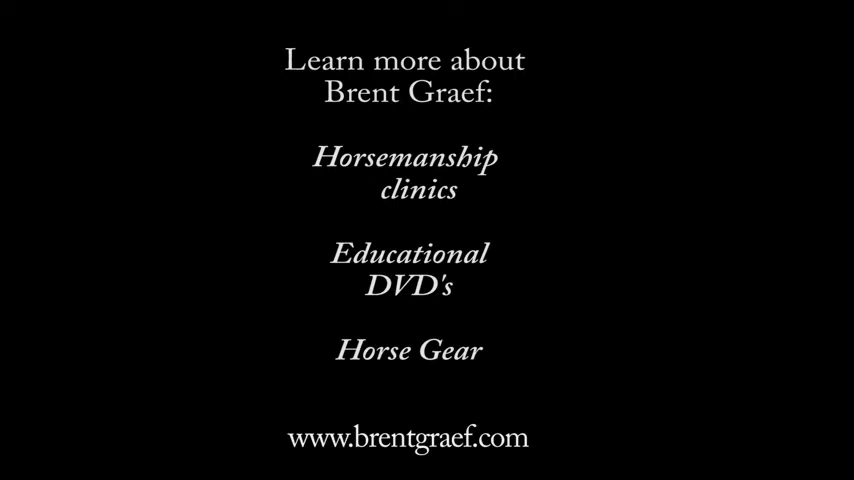 Learn more about
Brent Graef:
Horsemanship
clinics
Educational
DVD's
Horse Gear
www.brentgraef.com